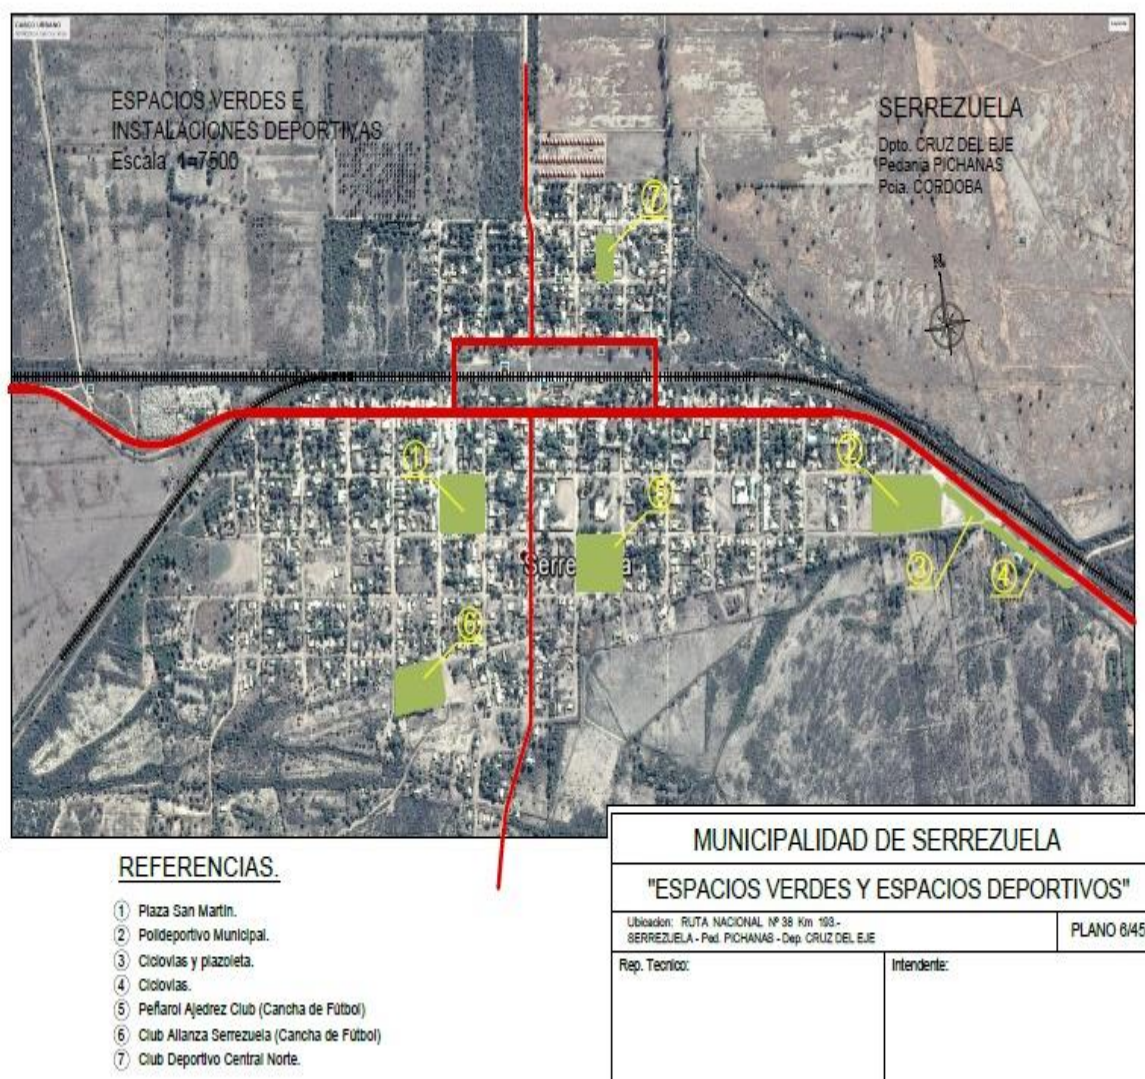 CASCO URBANO
ESPACIOS VERDES E
INSTALACIONES DEPORTIVAS
Escala 1=7500
SERREZUELA
Dpto. CRUZ DEL EJE
Pedania PICHANAS
Pcia. CORDOBA
N
7
1
2
5
Serre a
3
4
6
REFERENCIAS.
1 Plaza San Martin.
2 Polideportivo Municipal.
3 Ciclovias y plazoleta.
4 Ciclovias.
5 Peñarol Ajedrez Club (Cancha de Fútbol)
6 Club Alianza Serrezuela (Cancha de Fútbol)
7 Club Deportivo Central Norte.
MUNICIPALIDAD DE SERREZUELA
"ESPACIOS VERDES Y ESPACIOS DEPORTIVOS"
Ubicacion: RUTA NACIONAL Nº 38 Km 193.-
SERREZUELA - Ped. PICHANAS - Dep. CRUZ DEL EJE
PLANO 6/45
Rep. Tecnico:
Intendente: